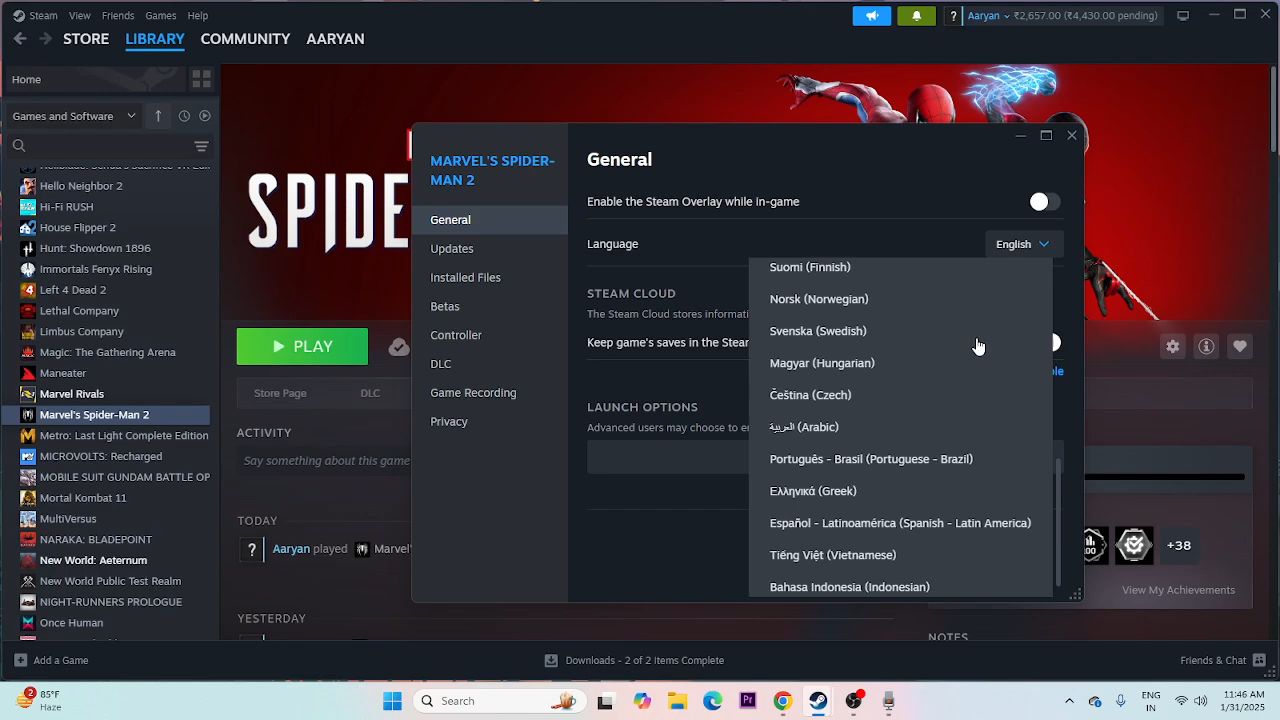 Steam View Friends Games Help
? Aaryan ₹2,657.00 (₹4,430.00 pending)
STORE LIBRARY COMMUNITY AARYAN
Home
Games and Software
Hello Neighbor 2
Hi-Fi RUSH
House Flipper 2
Hunt: Showdown 1896
Immortals Fenyx Rising
Left 4 Dead 2
Lethal Company
Limbus Company
Magic: The Gathering Arena
Maneater
Marvel Rivals
Marvel's Spider-Man 2
Metro: Last Light Complete Edition
MICROVOLTS: Recharged
MOBILE SUIT GUNDAM BATTLE OP
Mortal Kombat 11
MultiVersus
NARAKA: BLADEPOINT
New World: Aeternum
New World Public Test Realm
NIGHT-RUNNERS PROLOGUE
Once Human
SPIDE
PLAY
Store Page DLC
ACTIVITY
Say something about this game
TODAY
? Aaryan played Marvel'
YESTERDAY
MARVEL'S SPIDER-
MAN 2
General
Updates
Installed Files
Betas
Controller
DLC
Game Recording
Privacy
General
Enable the Steam Overlay while in-game
Language English
STEAM CLOUD
The Steam Cloud stores informati
Keep game's saves in the Steam
ble
LAUNCH OPTIONS
Advanced users may choose to e
Suomi (Finnish)
Norsk (Norwegian)
Svenska (Swedish)
Magyar (Hungarian)
Čeština (Czech)
العربية (Arabic)
Português - Brasil (Portuguese - Brazil)
Ελληνικά (Greek)
Español - Latinoamérica (Spanish - Latin America)
Tiếng Việt (Vietnamese)
Bahasa Indonesia (Indonesian)
100 +38
View My Achievements
NOTES
Add a Game Downloads - 2 of 2 Items Complete Friends & Chat
2 85°F
Haze
Search
Pr
ENG
IN
11:46 AM
1/31/2025